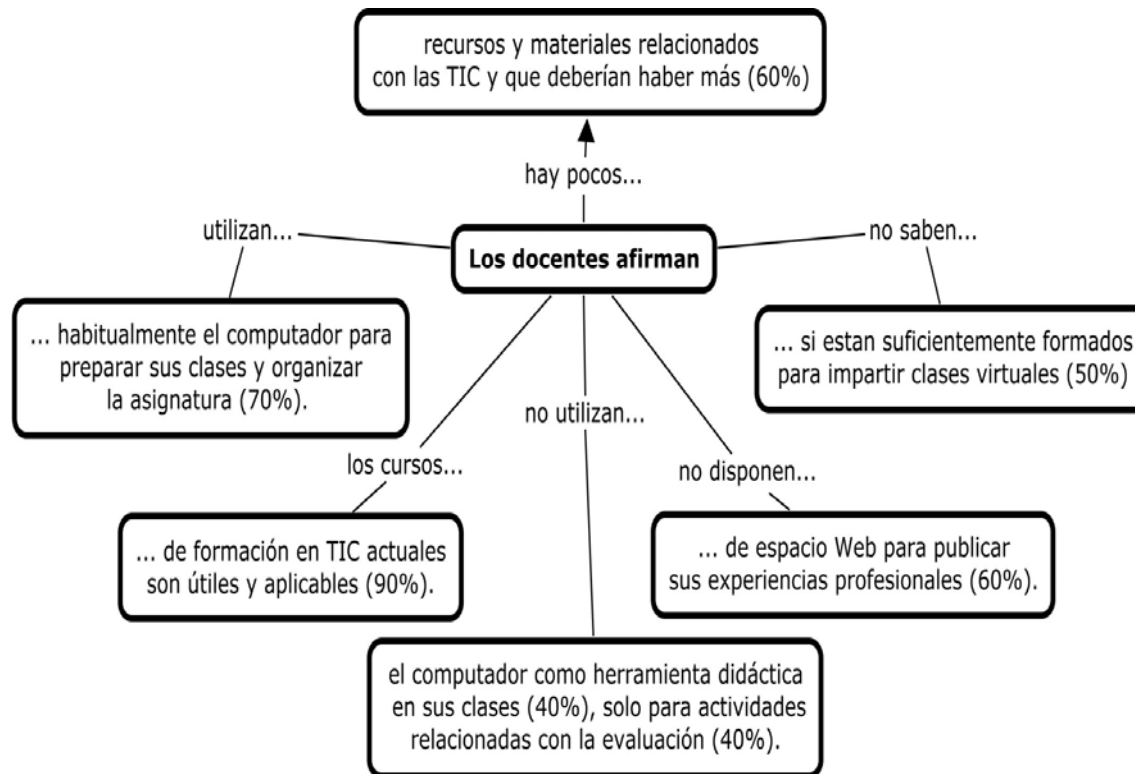 recursos y materiales relacionados
con las TIC y que deberían haber más (60%)
hay pocos...
utilizan...
no saben...
Los docentes afirman
... habitualmente el computador para
preparar sus clases y organizar
la asignatura (70%).
... si estan suficientemente formados
para impartir clases virtuales (50%)
no utilizan...
los cursos...
no disponen...
... de formación en TIC actuales
son útiles y aplicables (90%).
... de espacio Web para publicar
sus experiencias profesionales (60%).
el computador como herramienta didáctica
en sus clases (40%), solo para actividades
relacionadas con la evaluación (40%).